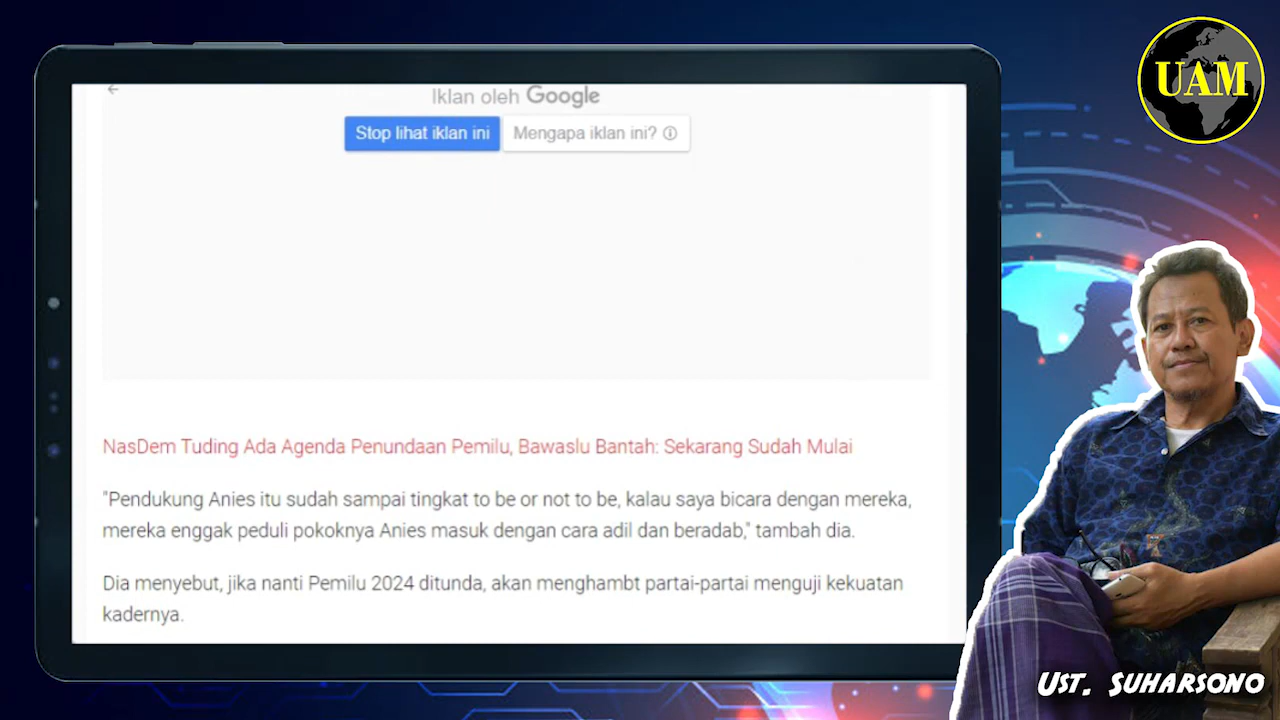 UAM
Iklan oleh Google
Stop lihat iklan ini
Mengapa iklan ini?
NasDem Tuding Ada Agenda Penundaan Pemilu, Bawaslu Bantah: Sekarang Sudah Mulai
"Pendukung Anies itu sudah sampai tingkat to be or not to be, kalau saya bicara dengan mereka,
mereka enggak peduli pokoknya Anies masuk dengan cara adil dan beradab," tambah dia.
Dia menyebut, jika nanti Pemilu 2024 ditunda, akan menghambt partai-partai menguji kekuatan
kadernya.
UST. SUHARSONO